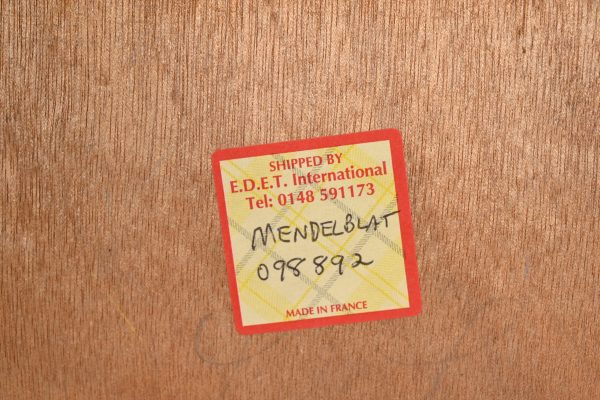 SHIPPED BY
E.D.E.T. International
Tel: 0148 591173
MENDELBLAT
098892
MADE IN FRANCE